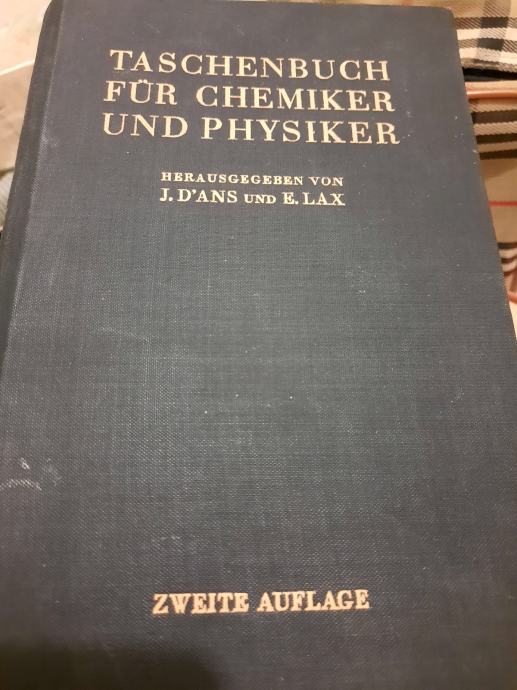 TASCHENBUCH
FÜR CHEMIKER
UND PHYSIKER
HERAUSGEGEBEN VON
J. D'ANS UND E. LAX
ZWEITE AUFLAGE